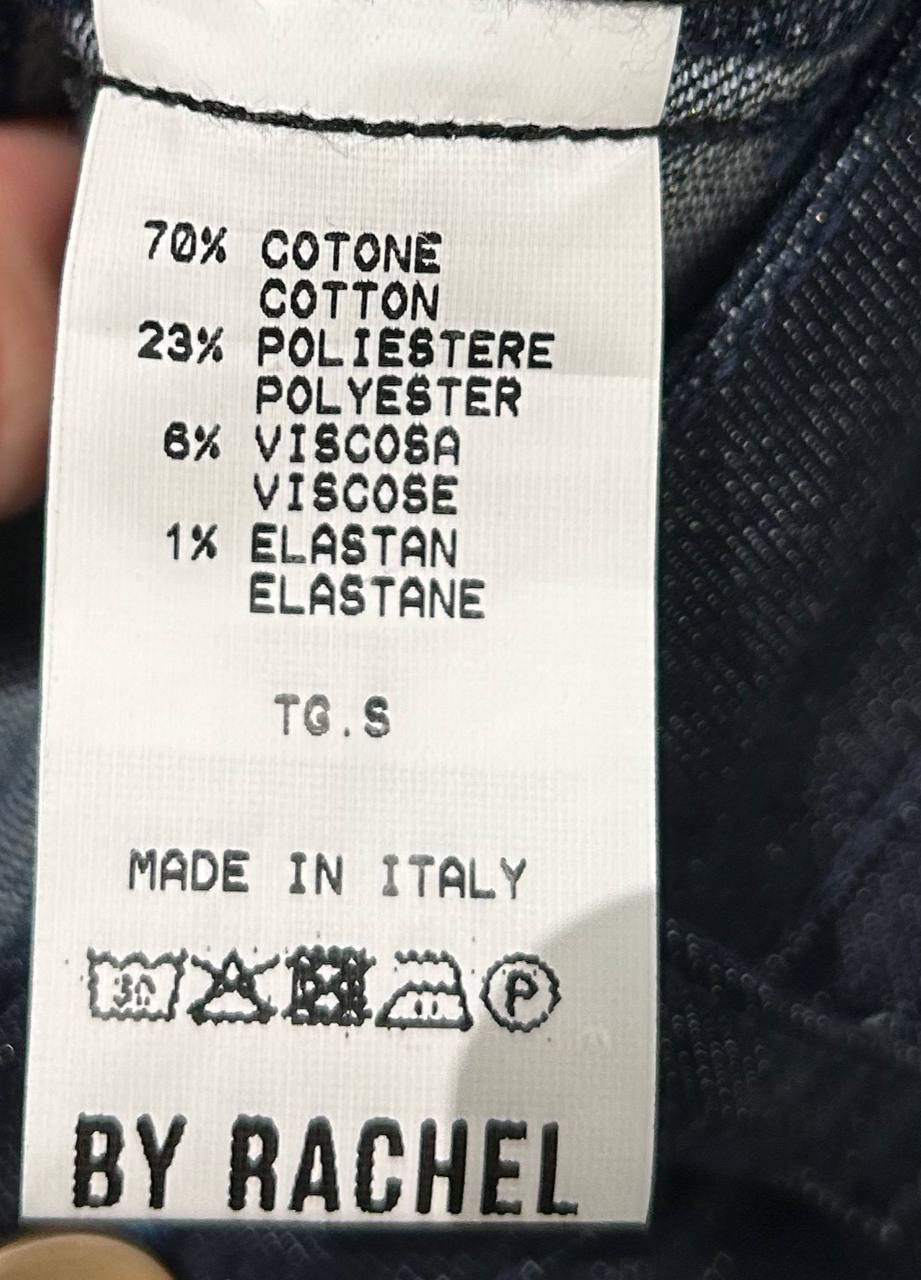 70% COTONE
COTTON
23% POLIESTERE
POLYESTER
6% VISCOSA
VISCOSE
1% ELASTAN
ELASTANE
TG.S
MADE IN ITALY
30 P
BY RACHEL